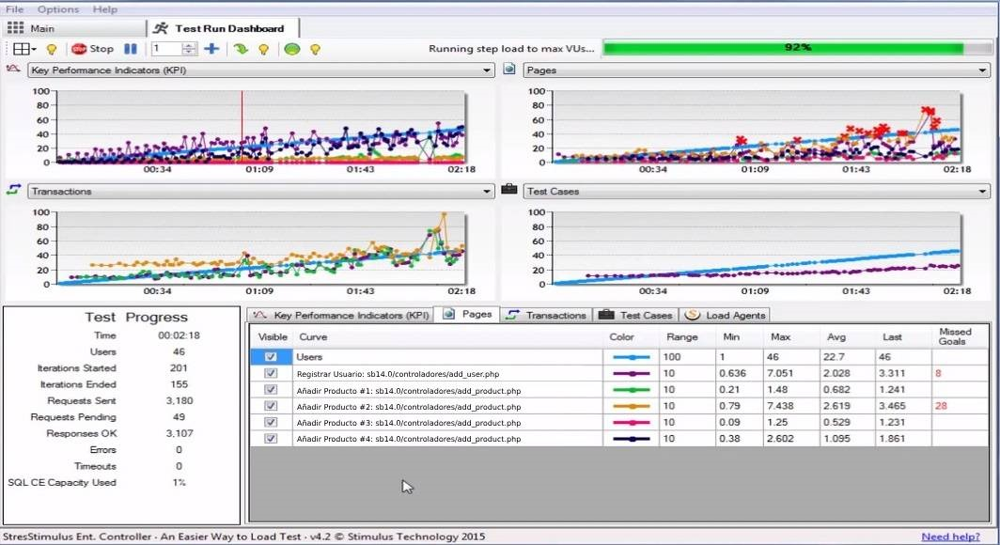 File Options Help
Main Test Run Dashboard
Stop 1 Running step load to max VUs... 92%
Key Performance Indicators (KPI) Pages
100 100
80 80
60 60
40 40
20 20
0 0
00:34 01:09 01:43 02:18 00:34 01:09 01:43 02:18
Transactions Test Cases
100 100
80 80
60 60
40 40
20 20
0 0
00:34 01:09 01:43 02:18 00:34 01:09 01:43 02:18
Test Progress
Time 00:02:18
Users 46
Iterations Started 201
Iterations Ended 155
Requests Sent 3,180
Requests Pending 49
Responses OK 3,107
Errors 0
Timeouts 0
SQL CE Capacity Used 1%
Key Performance Indicators (KPI) Pages Transactions Test Cases Load Agents
Visible Curve Color Range Min Max Avg Last Missed Goals
Users 100 1 46 22.7 46
Registrar Usuario: sb14.0/controladores/add_user.php 10 0.636 7.051 2.028 3.311 8
Añadir Producto #1: sb14.0/controladores/add_product.php 10 0.21 1.48 0.682 1.241
Añadir Producto #2: sb14.0/controladores/add_product.php 10 0.79 7.438 2.619 3.465 28
Añadir Producto #3: sb14.0/controladores/add_product.php 10 0.09 1.25 0.529 1.231
Añadir Producto #4: sb14.0/controladores/add_product.php 10 0.38 2.602 1.095 1.861
StresStimulus Ent. Controller - An Easier Way to Load Test - v4.2 © Stimulus Technology 2015 Need help?